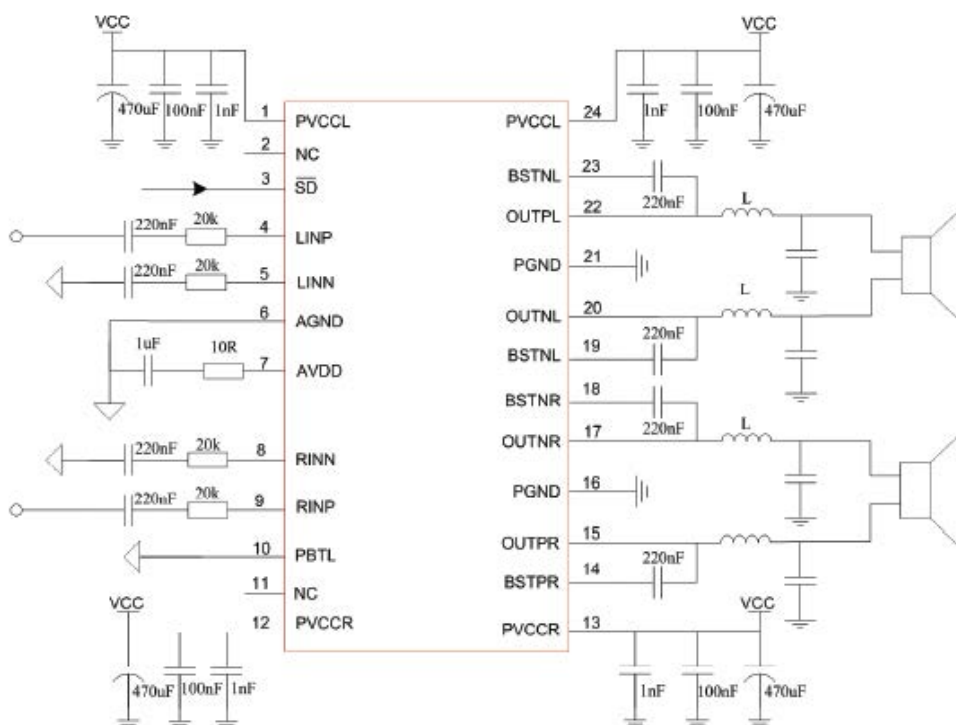 VCC
VCC
470uF
100nF
1nF
1nF
100nF
470uF
1
PVCCL
PVCCL
24
2
NC
BSTNL
23
3
SD
220nF
L
OUTPL
22
220nF
20k
4
LINP
PGND
21
220nF
20k
5
LINN
L
6
AGND
OUTNL
20
220nF
1uF
10R
7
AVDD
BSTNL
19
BSTNR
18
220nF
L
OUTNR
17
220nF
20k
8
RINN
PGND
16
220nF
20k
9
RINP
OUTPR
15
220nF
10
PBTL
BSTPR
14
11
NC
VCC
12
PVCCR
PVCCR
13
VCC
470uF
100nF
1nF
1nF
100nF
470uF